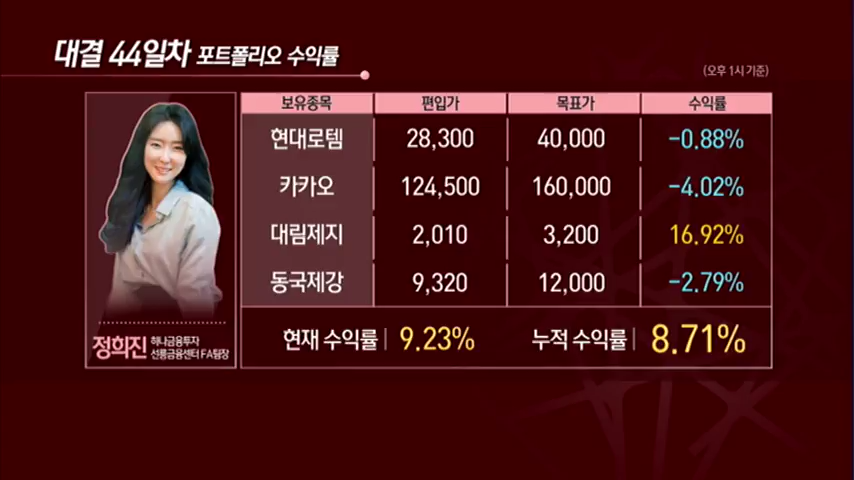 대결 44일차 포트폴리오 수익률
(오후 1시 기준)
보유종목 편입가 목표가 수익률
현대로템 28,300 40,000 -0.88%
카카오 124,500 160,000 -4.02%
대림제지 2,010 3,200 16.92%
동국제강 9,320 12,000 -2.79%
정희진 하나금융투자
선릉금융센터 FA팀장
현재 수익률 9.23% 누적 수익률 8.71%